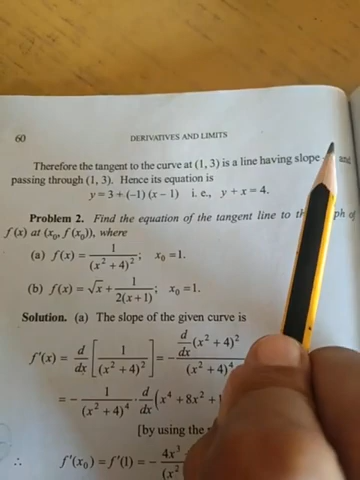 60 DERIVATIVES AND LIMITS
Therefore the tangent to the curve at (1, 3) is a line having slope – and
passing through (1, 3). Hence its equation is
y = 3 + (–1) (x – 1) i. e., y + x = 4.
Problem 2. Find the equation of the tangent line to th ph of
f(x) at (x₀, f(x₀)), where
(a) f(x) = 1/(x² + 4)²; x₀ = 1.
(b) f(x) = √x + 1/2(x + 1); x₀ = 1.
Solution. (a) The slope of the given curve is
f′(x) = d/dx [1/(x² + 4)²] = – d/dx (x² + 4)²/(x² + 4)⁴
= – 1/(x² + 4)⁴ · d/dx (x⁴ + 8x² +
[by using the
∴ f′(x₀) = f′(1) = – 4x³/(x²